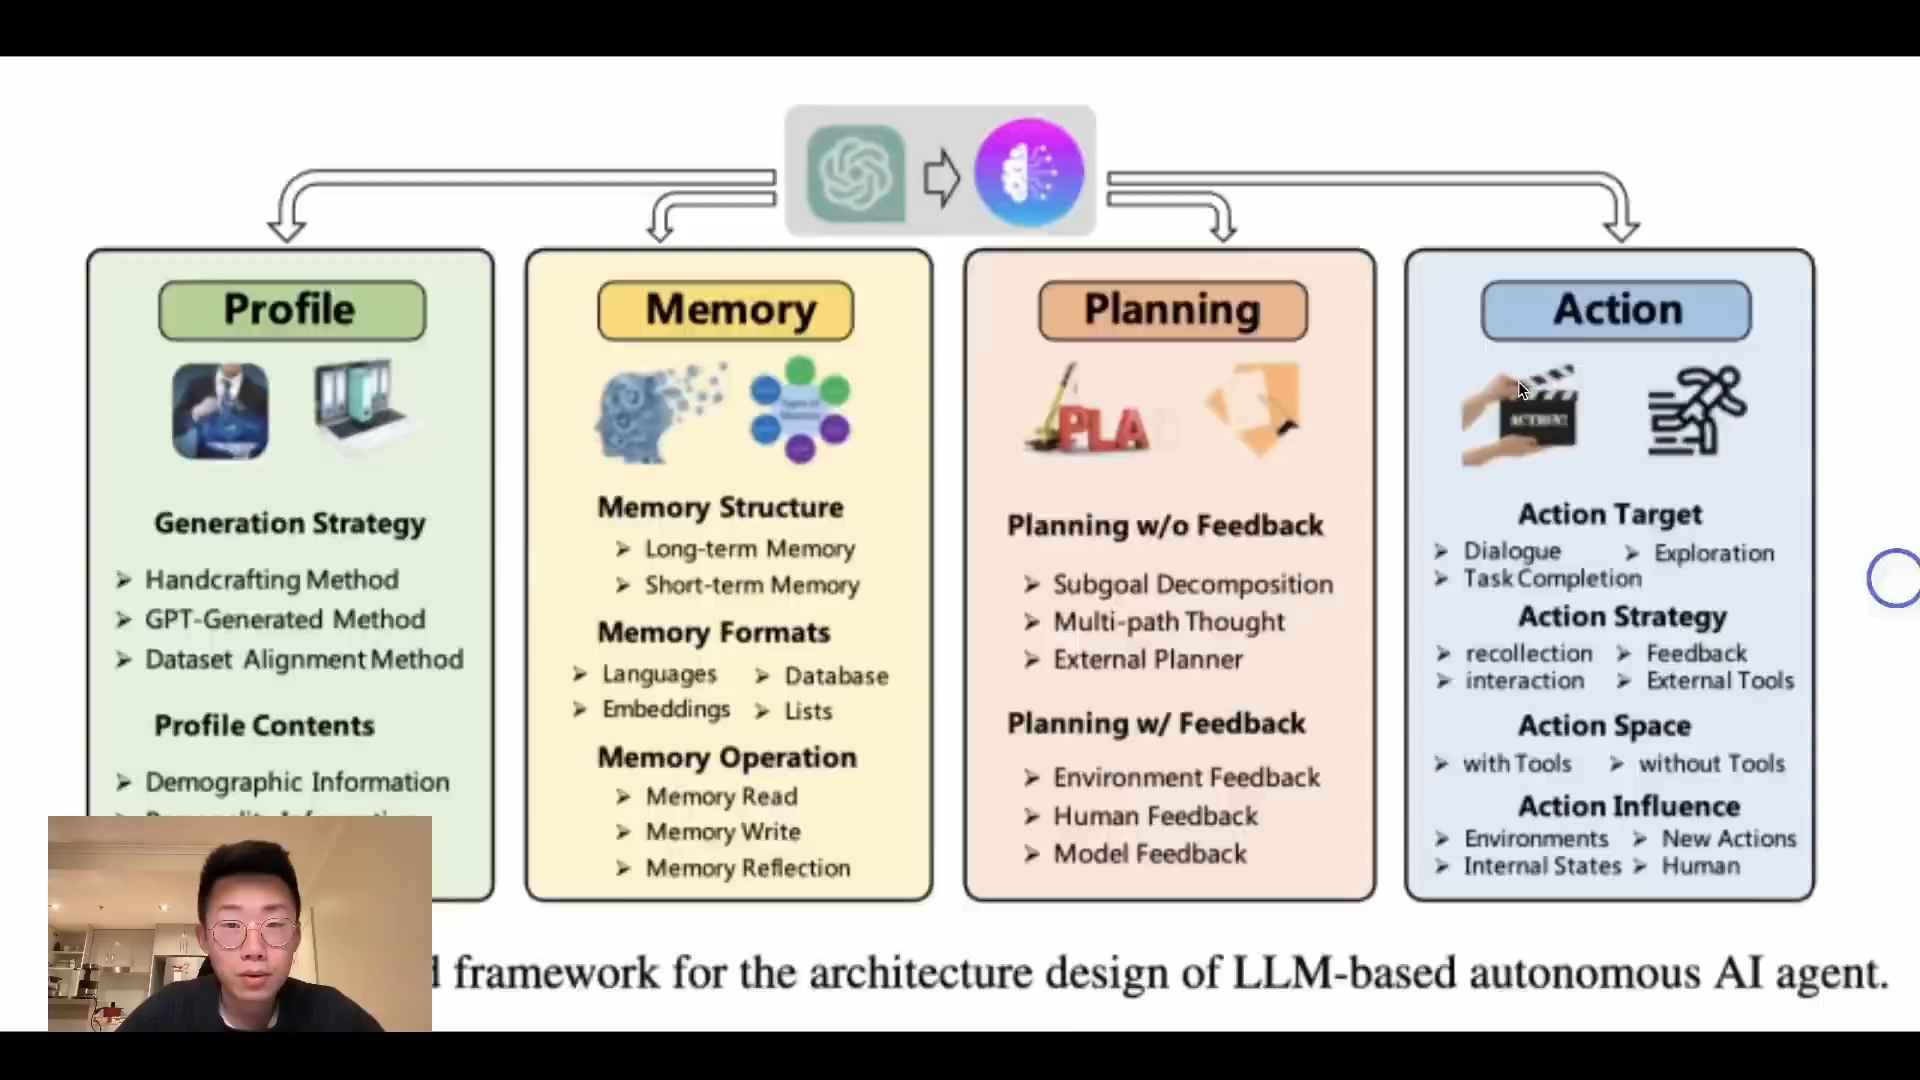 Profile
Generation Strategy
➢ Handcrafting Method
➢ GPT-Generated Method
➢ Dataset Alignment Method
Profile Contents
➢ Demographic Information
Memory
Memory Structure
➢ Long-term Memory
➢ Short-term Memory
Memory Formats
➢ Languages ➢ Database
➢ Embeddings ➢ Lists
Memory Operation
➢ Memory Read
➢ Memory Write
➢ Memory Reflection
Planning
PLA
Planning w/o Feedback
➢ Subgoal Decomposition
➢ Multi-path Thought
➢ External Planner
Planning w/ Feedback
➢ Environment Feedback
➢ Human Feedback
➢ Model Feedback
Action
ACTION!
Action Target
➢ Dialogue ➢ Exploration
➢ Task Completion
Action Strategy
➢ recollection ➢ Feedback
➢ interaction ➢ External Tools
Action Space
➢ with Tools ➢ without Tools
Action Influence
➢ Environments ➢ New Actions
➢ Internal States ➢ Human
d framework for the architecture design of LLM-based autonomous AI agent.